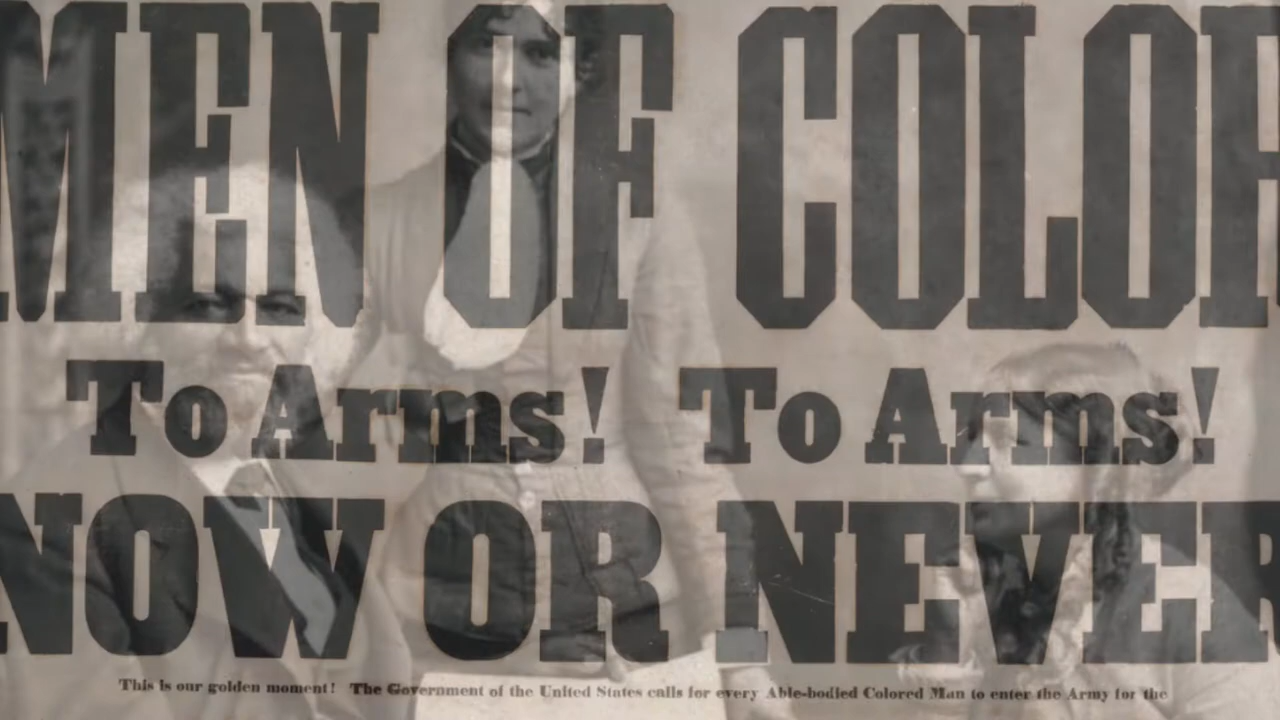 MEN OF COLOR
To Arms! To Arms!
NOW OR NEVER
This is our golden moment! The Government of the United States calls for every Able-bodied Colored Man to enter the Army for the